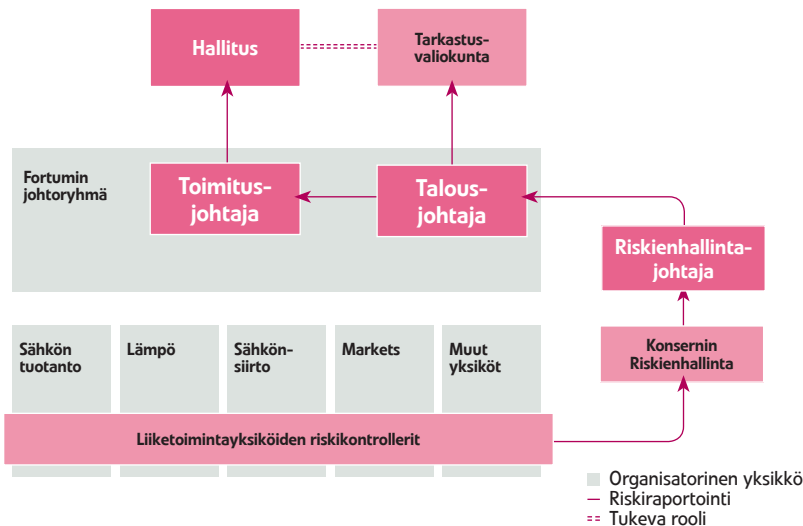 Hallitus
Tarkastus-
valiokunta
Fortumin
johtoryhmä
Toimitus-
johtaja
Talous-
johtaja
Riskienhallinta-
johtaja
Konsernin
Riskienhallinta
Sähkön
tuotanto
Lämpö
Sähkön-
siirto
Markets
Muut
yksiköt
Liiketoimintayksiköiden riskikontrollerit
Organisatorinen yksikkö
Riskiraportointi
Tukeva rooli